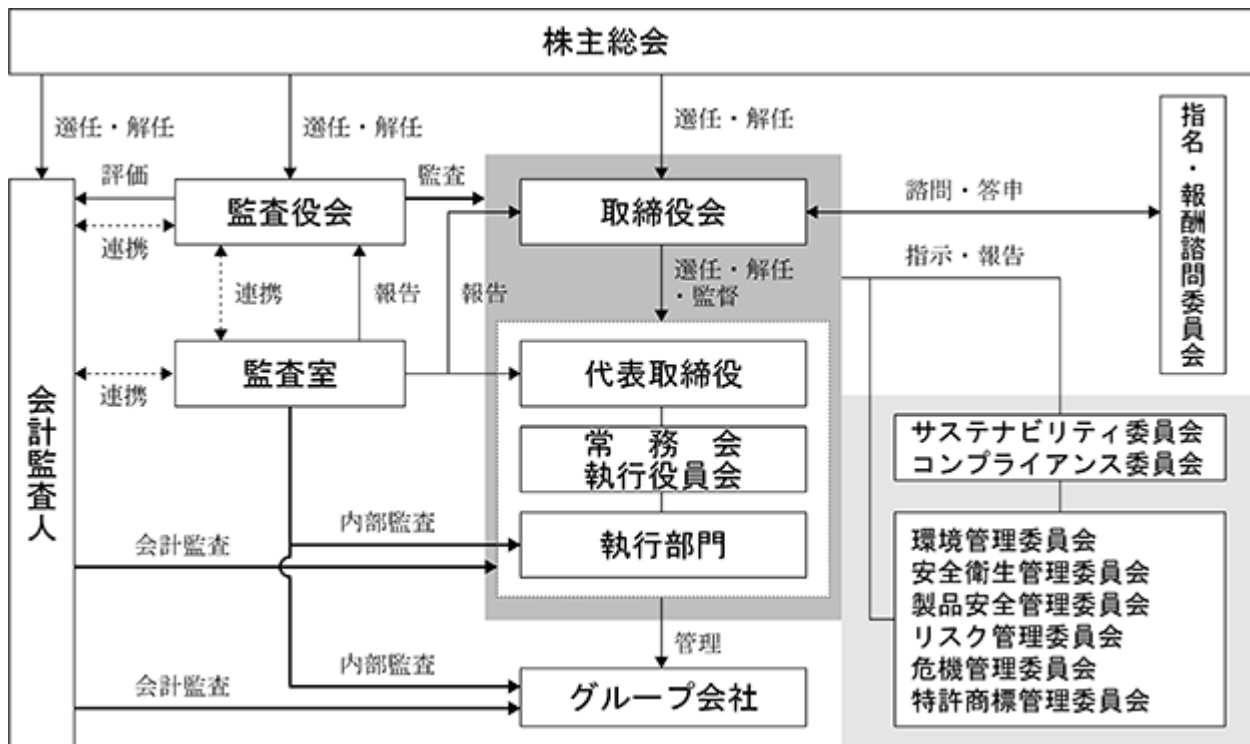 株主総会
選任・解任
選任・解任
選任・解任
指名・報酬諮問委員会
評価
監査役会
監査
取締役会
諮問・答申
連携
連携
報告
報告
選任・解任
・監督
指示・報告
監査室
代表取締役
連携
会計監査人
常　務　会
執行役員会
サステナビリティ委員会
コンプライアンス委員会
内部監査
執行部門
会計監査
環境管理委員会
安全衛生管理委員会
製品安全管理委員会
リスク管理委員会
危機管理委員会
特許商標管理委員会
管理
内部監査
会計監査
グループ会社